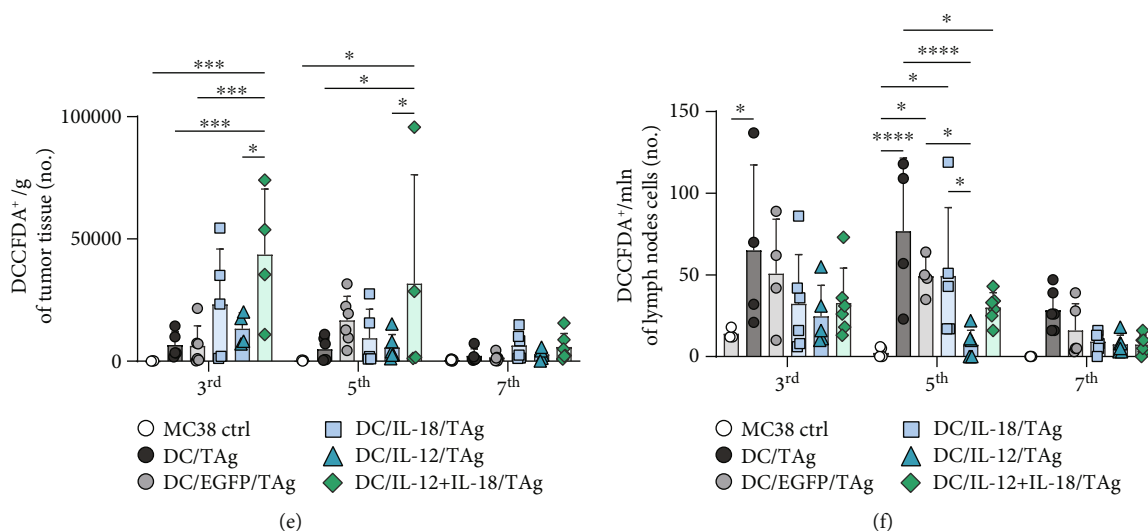 DCCFDA⁺/g
of tumor tissue (no.)
100000
50000
0
***
***
***
*
*
*
*
3ʳᵈ
5ᵗʰ
7ᵗʰ
MC38 ctrl
DC/TAg
DC/EGFP/TAg
DC/IL-18/TAg
DC/IL-12/TAg
DC/IL-12+IL-18/TAg
(e)
DCCFDA⁺/mln
of lymph nodes cells (no.)
150
100
50
0
*
*
****
*
*
****
*
*
3ʳᵈ
5ᵗʰ
7ᵗʰ
MC38 ctrl
DC/TAg
DC/EGFP/TAg
DC/IL-18/TAg
DC/IL-12/TAg
DC/IL-12+IL-18/TAg
(f)